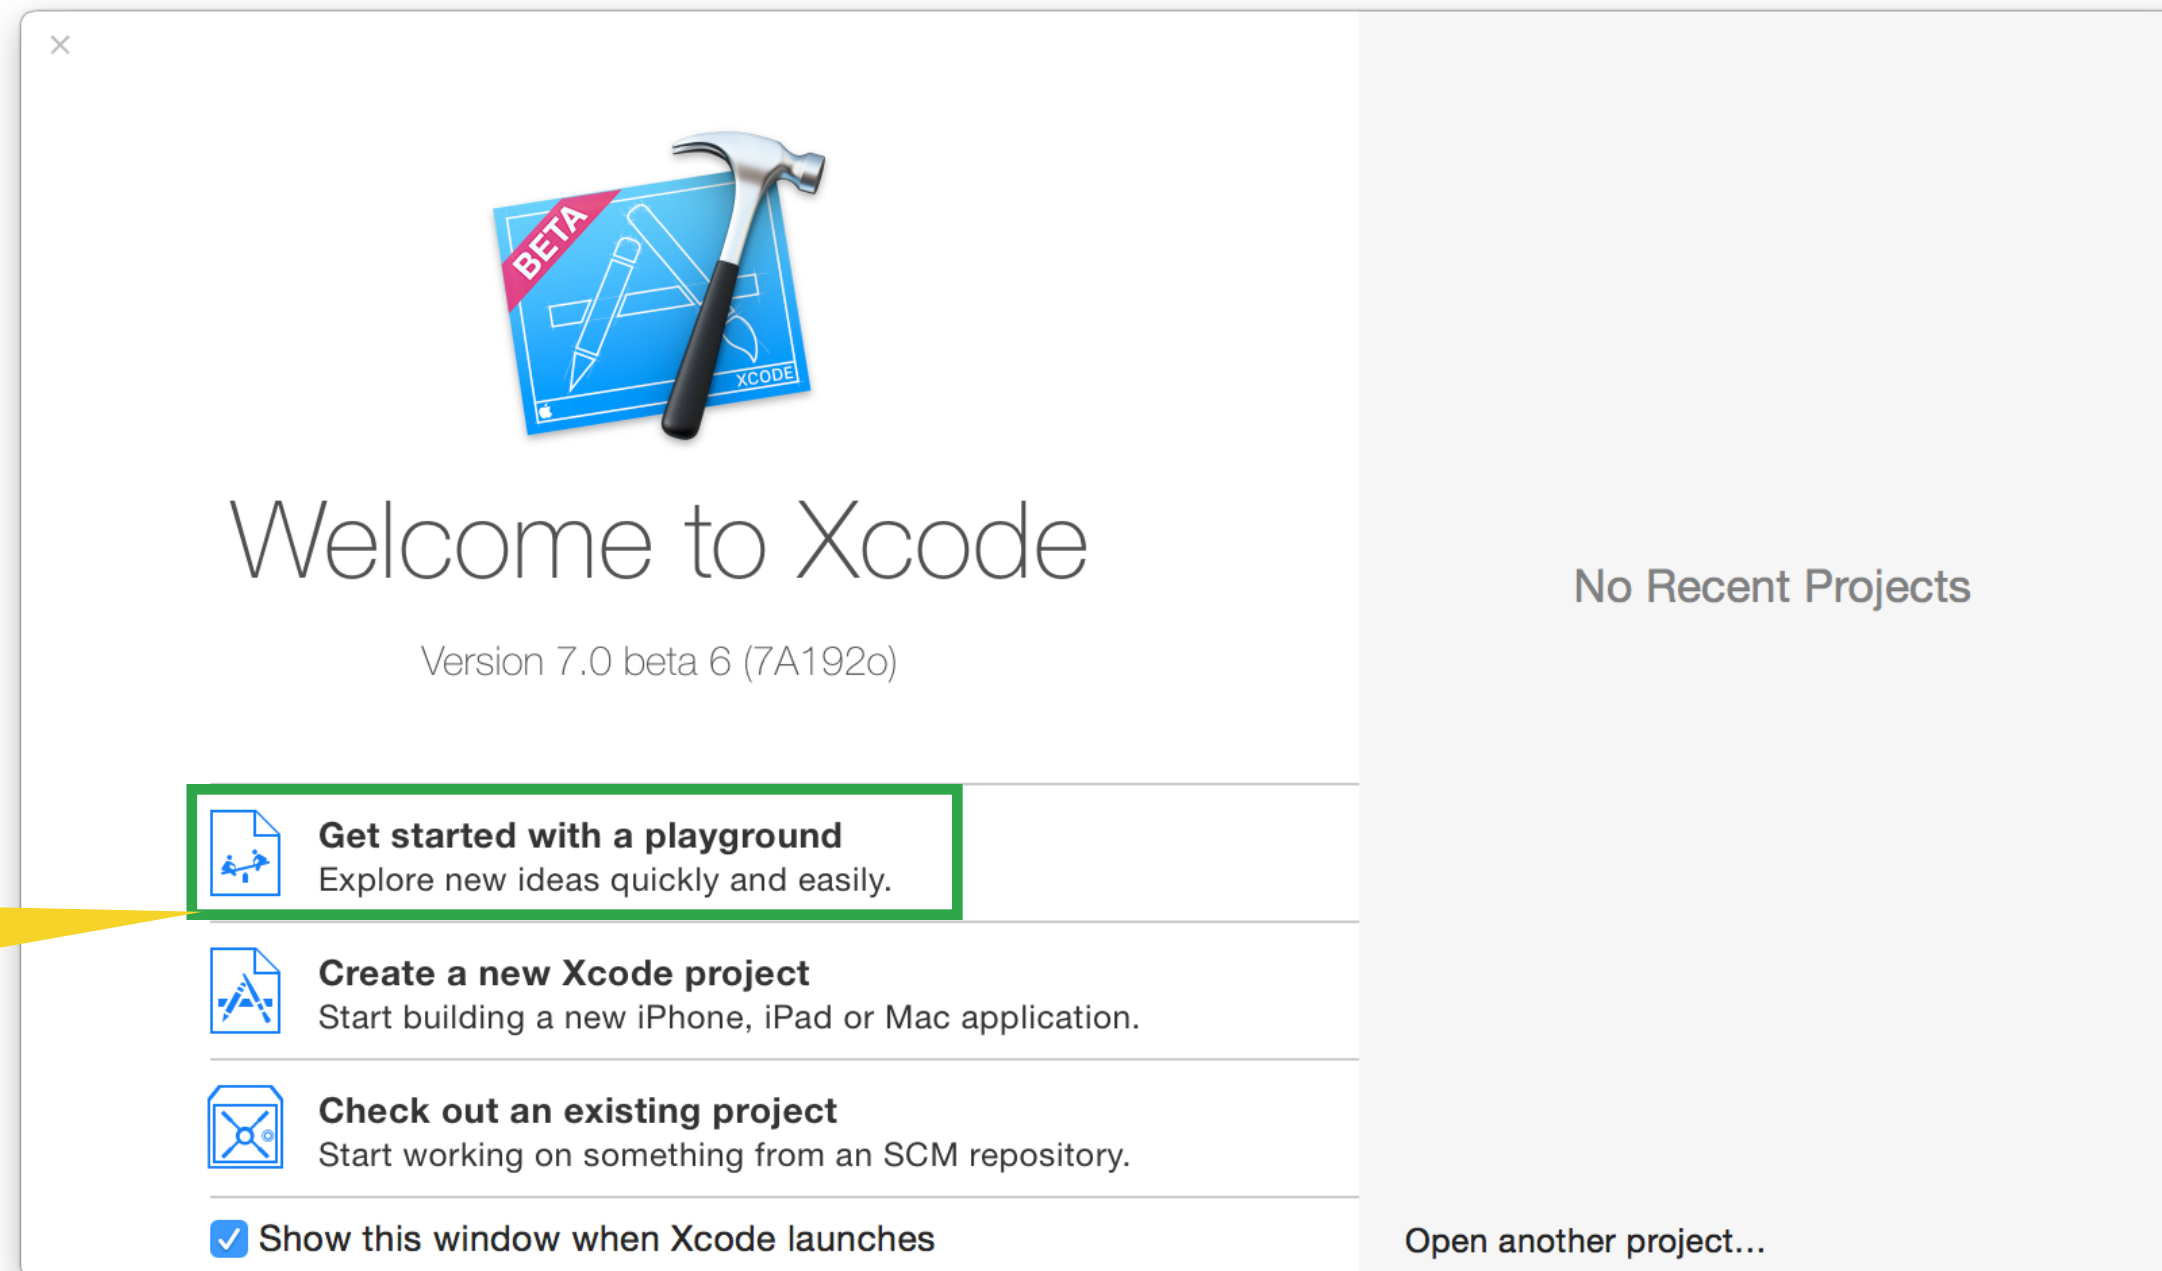 BETA
XCODE
Welcome to Xcode
Version 7.0 beta 6 (7A192o)
Get started with a playground
Explore new ideas quickly and easily.
Create a new Xcode project
Start building a new iPhone, iPad or Mac application.
Check out an existing project
Start working on something from an SCM repository.
Show this window when Xcode launches
No Recent Projects
Open another project...